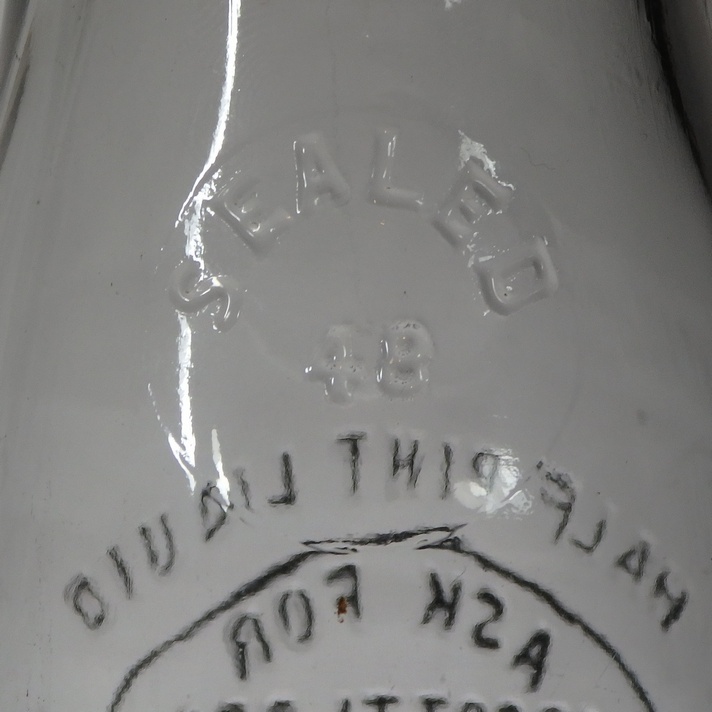 SEALED
48
HALF PINT LIQUID
ASK FOR